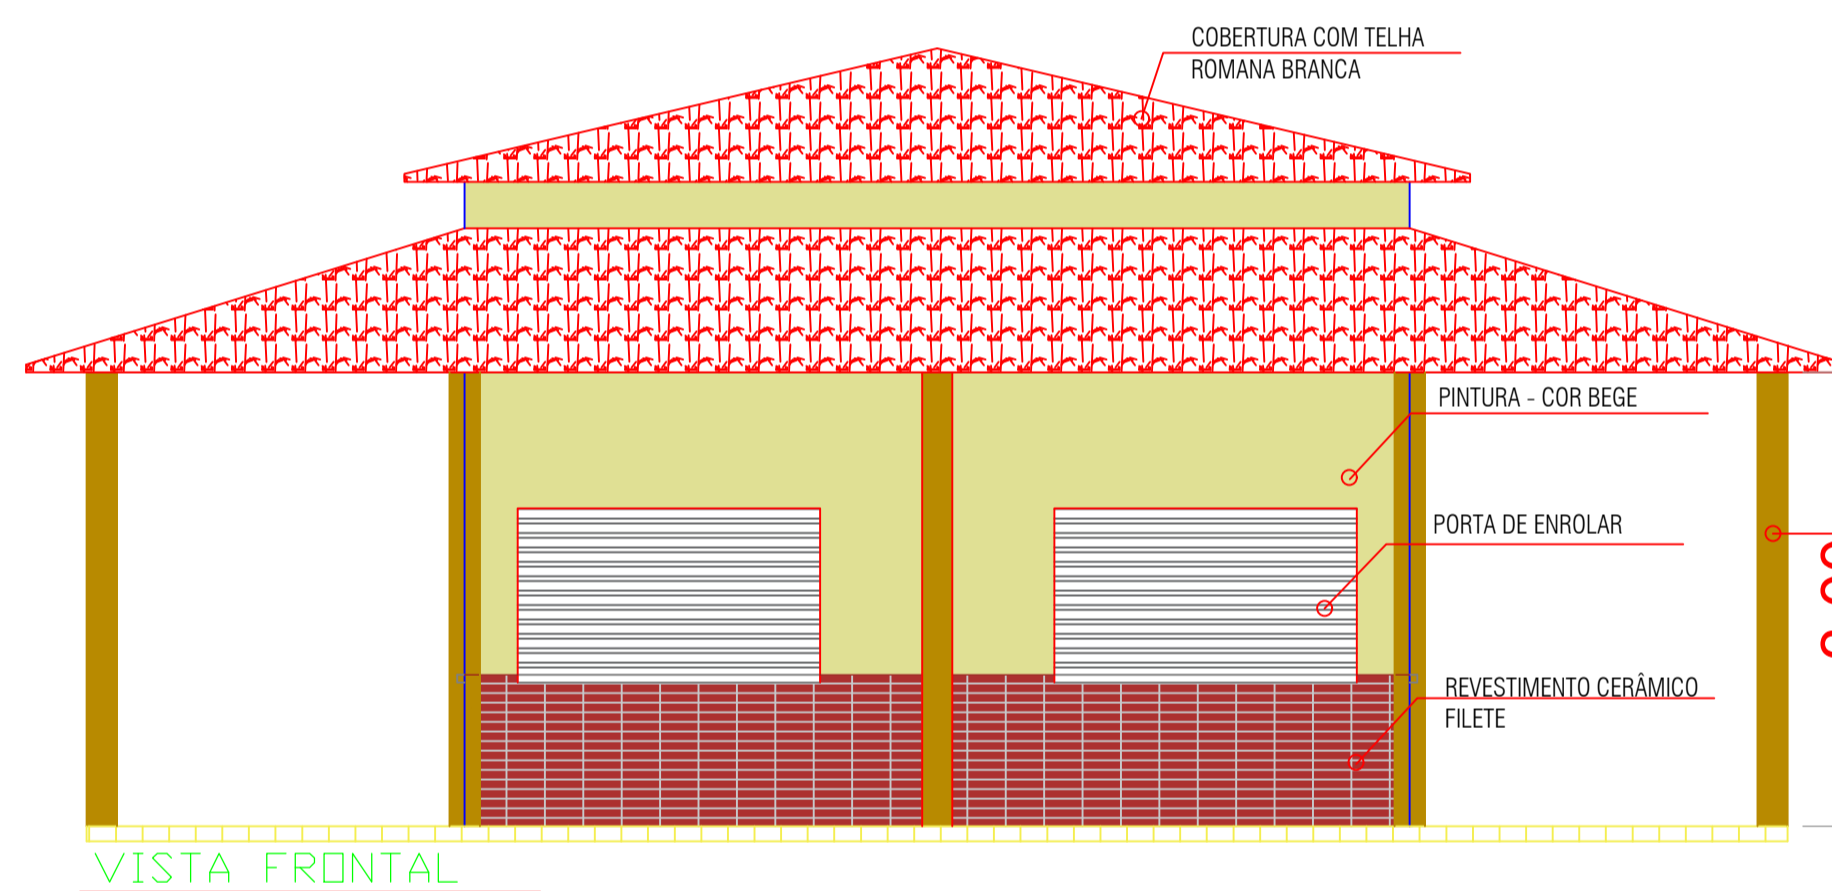 COBERTURA COM TELHA
ROMANA BRANCA
PINTURA - COR BEGE
PORTA DE ENROLAR
REVESTIMENTO CERÂMICO
FILETE
VISTA FRONTAL